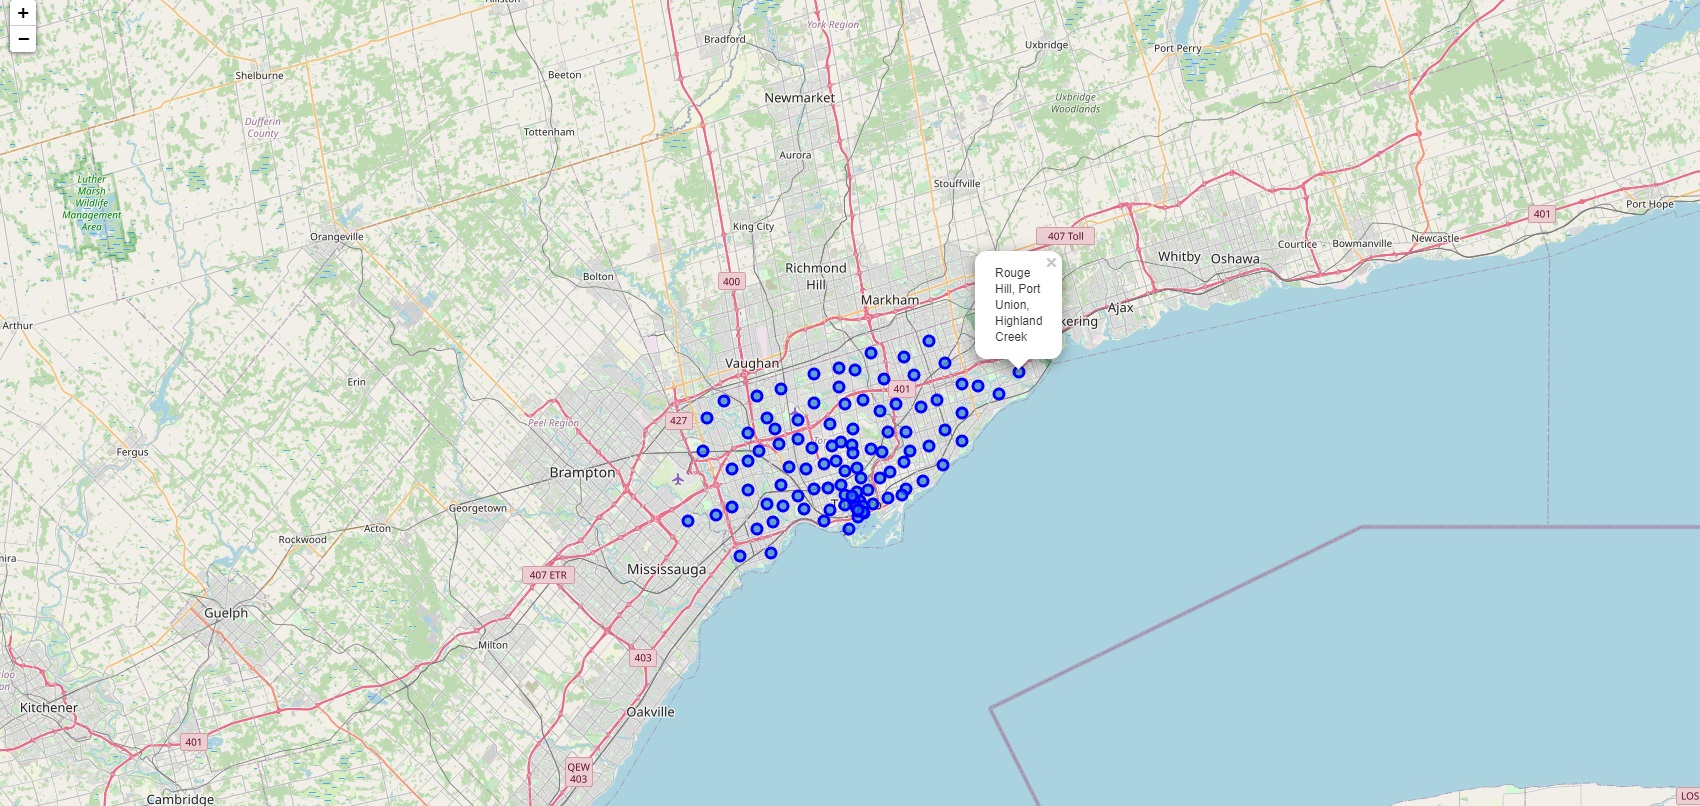 +
−
Bradford
York Region
Uxbridge
Port Perry
Shelburne
Beeton
Newmarket
Uxbridge
Woodlands
Dufferin
County
Tottenham
Aurora
Luther
Marsh
Wildlife
Management
Area
Stouffville
Port Hope
401
King City
Orangeville
407 Toll
Courtice
Bowmanville
Newcastle
Whitby
Oshawa
Bolton
Richmond
Hill
400
×
Rouge
Hill, Port
Union,
Highland
Creek
Markham
Ajax
kering
Arthur
Vaughan
Erin
401
427
Peel Region
Fergus
Brampton
Georgetown
Acton
Rockwood
Mississauga
407 ETR
Guelph
Milton
403
Kitchener
Oakville
401
QEW
403
Cambridge
LOS